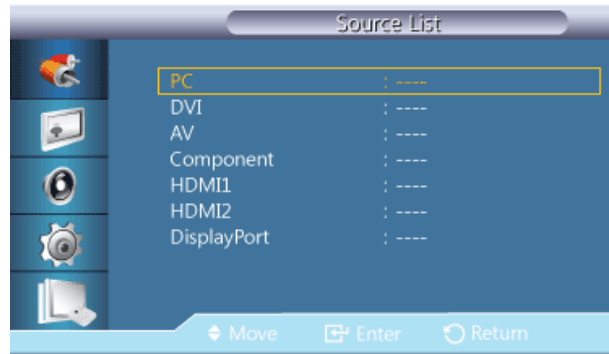 Source List
PC : ----
DVI : ----
AV : ----
Component : ----
HDMI1 : ----
HDMI2 : ----
DisplayPort : ----
Move Enter Return